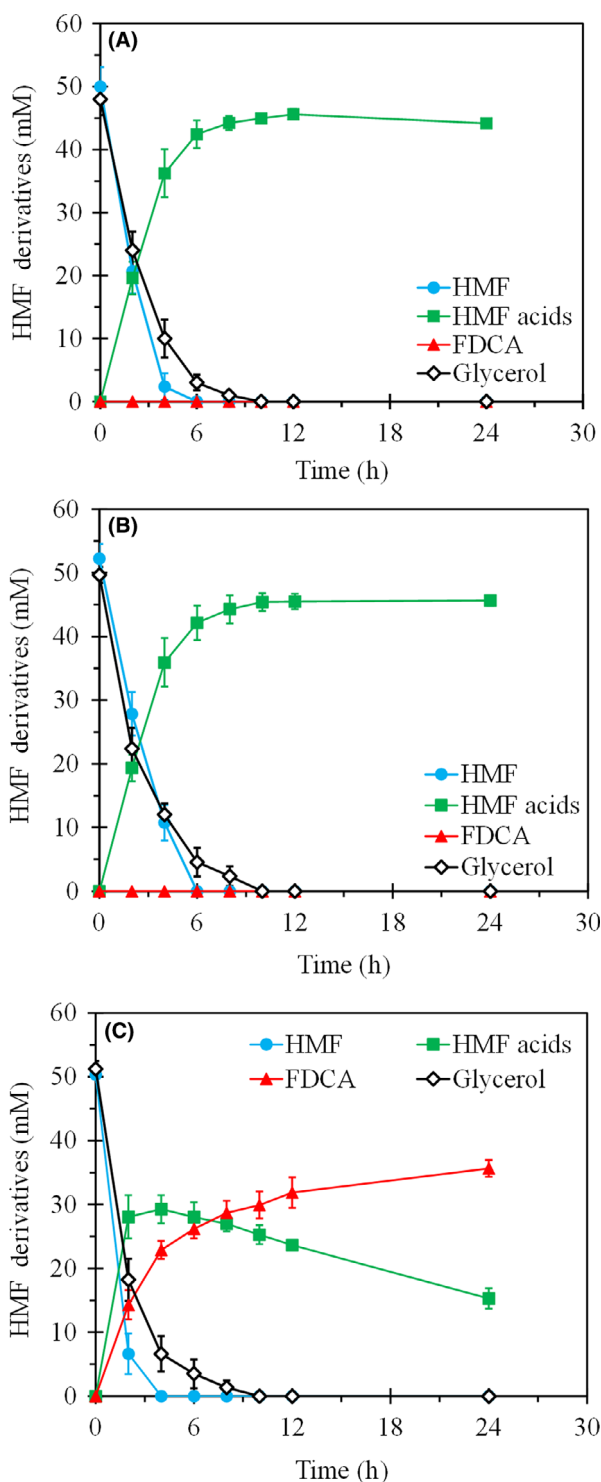 (A)
60
50
40
30
20
10
0
HMF derivatives (mM)
HMF
HMF acids
FDCA
Glycerol
0 6 12 18 24 30
Time (h)
(B)
60
50
40
30
20
10
0
HMF derivatives (mM)
HMF
HMF acids
FDCA
Glycerol
0 6 12 18 24 30
Time (h)
(C)
60
50
40
30
20
10
0
HMF derivatives (mM)
HMF HMF acids
FDCA Glycerol
0 6 12 18 24 30
Time (h)